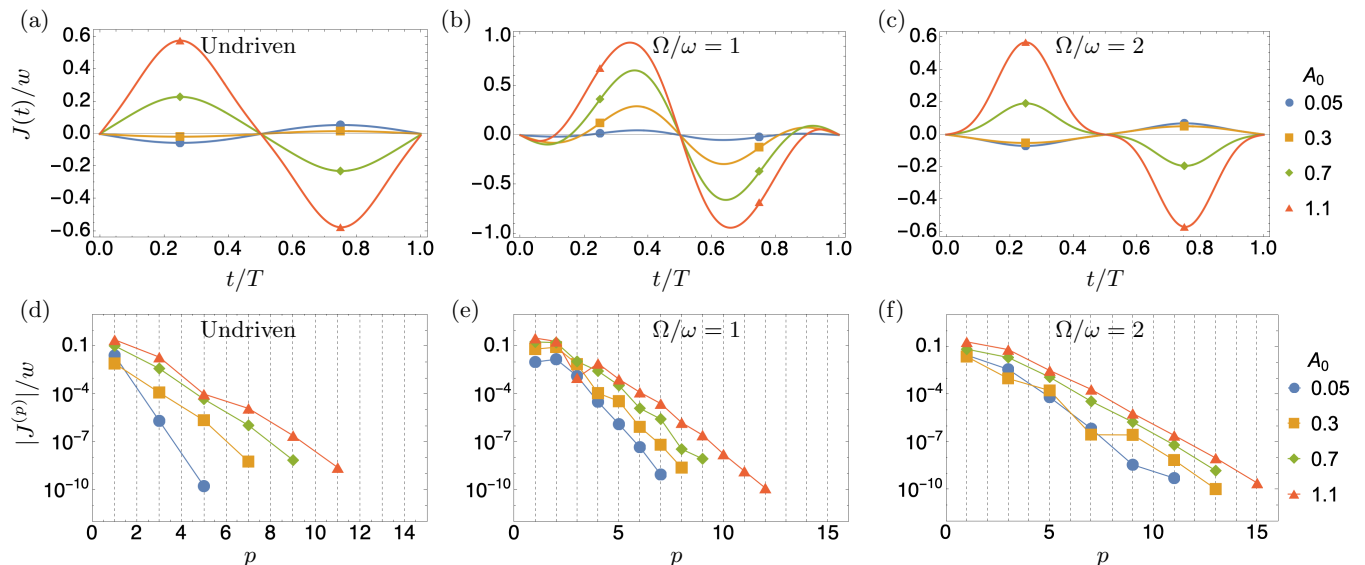 (a)
Undriven
J(t)/w
0.6
0.4
0.2
0.0
−0.2
−0.4
−0.6
0.0 0.2 0.4 0.6 0.8 1.0
t/T
(b)
Ω/ω = 1
1.0
0.5
0.0
−0.5
−1.0
0.0 0.2 0.4 0.6 0.8 1.0
t/T
(c)
Ω/ω = 2
0.6
0.4
0.2
0.0
−0.2
−0.4
−0.6
0.0 0.2 0.4 0.6 0.8 1.0
t/T
A₀
0.05
0.3
0.7
1.1
(d)
Undriven
|J⁽ᵖ⁾|/w
0.1
10⁻⁴
10⁻⁷
10⁻¹⁰
0 2 4 6 8 10 12 14
p
(e)
Ω/ω = 1
0.1
10⁻⁴
10⁻⁷
10⁻¹⁰
0 5 10 15
p
(f)
Ω/ω = 2
0.1
10⁻⁴
10⁻⁷
10⁻¹⁰
0 5 10 15
p
A₀
0.05
0.3
0.7
1.1